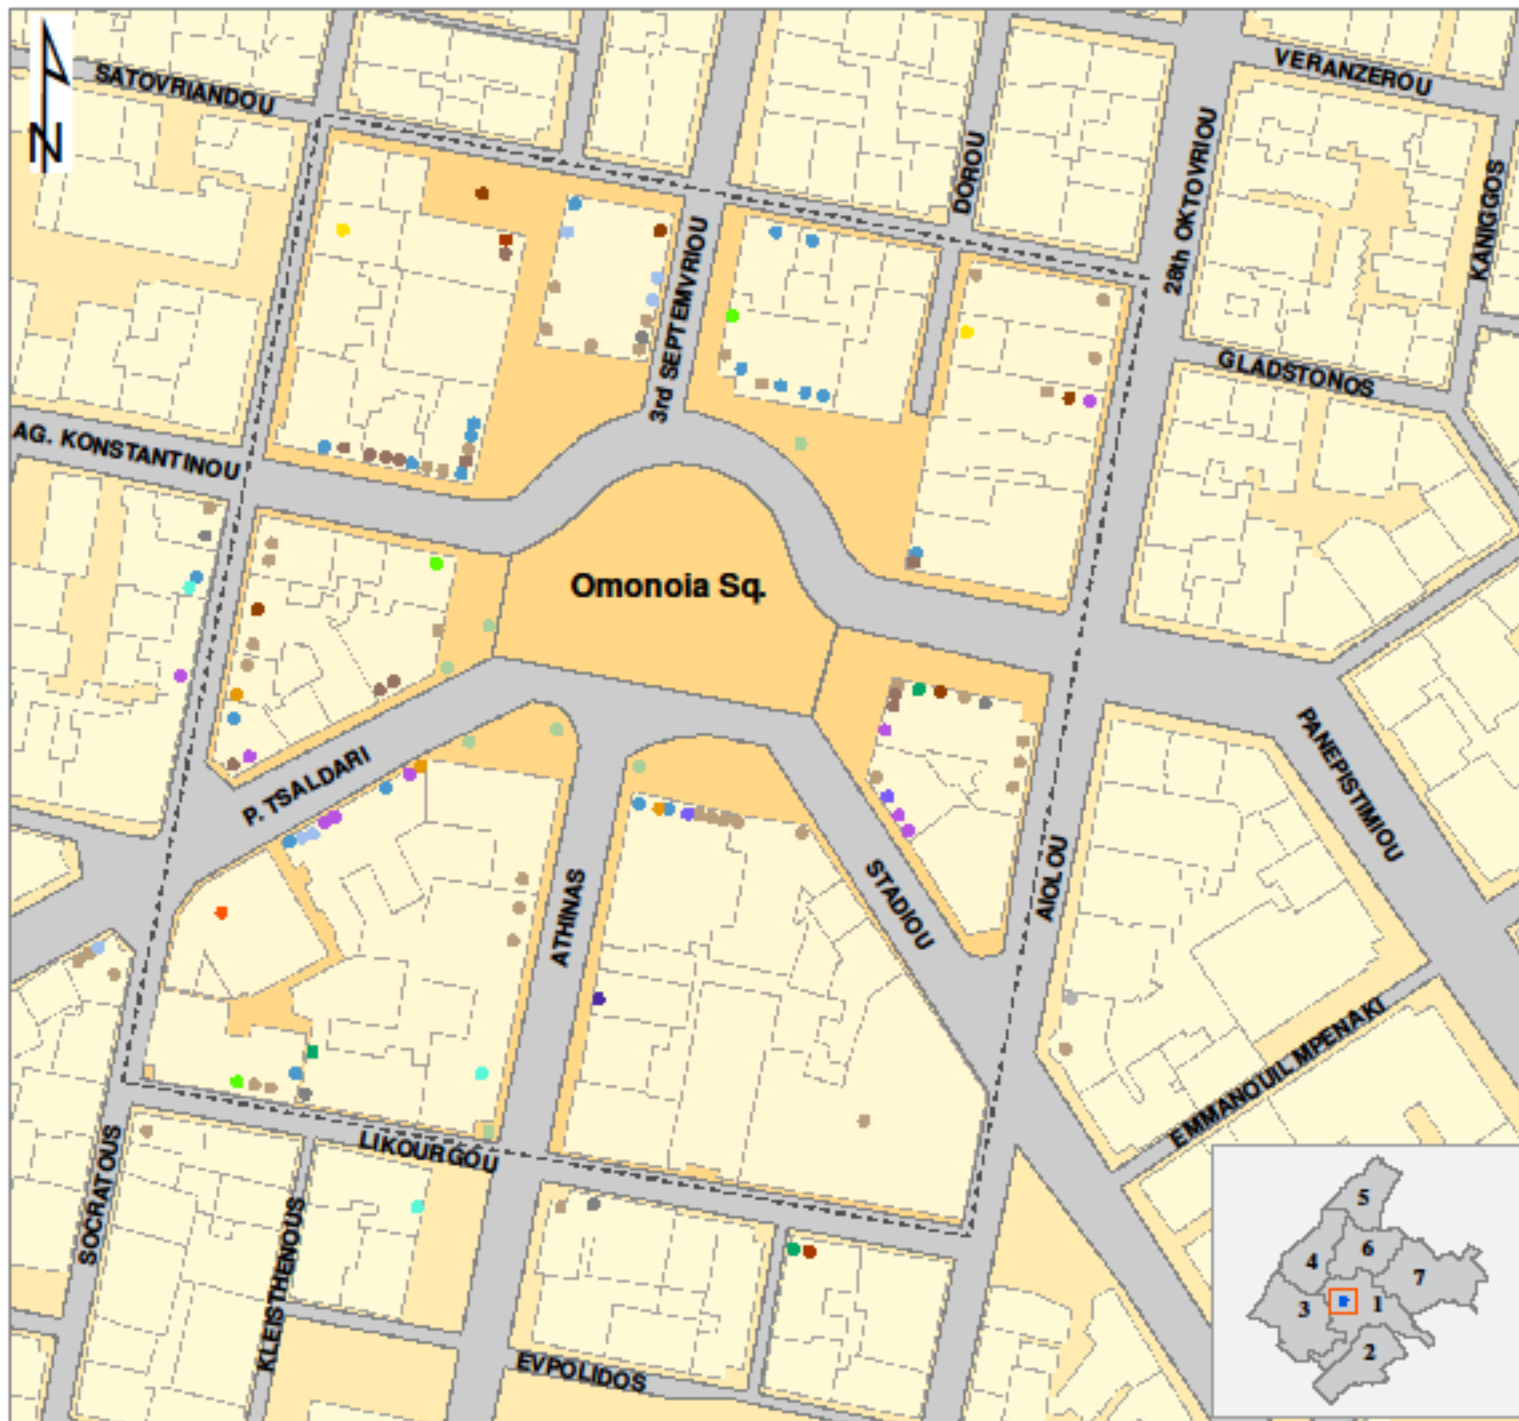 SATOVRIANDOU
VERANZEROU
DOROU
28th OKTOVRIOU
KANIGGOS
3rd SEPTEMVRIOU
GLADSTONOS
AG. KONSTANTINOU
Omonoia Sq.
P. TSALDARI
PANEPISTIMIOU
STADIOU
AIOLOU
ATHINAS
EMMANOUIL MPENAKI
LIKOURGOU
SOCRATOUS
KLEISTHENOUS
EVPOLIDOS
N
5
6
4
7
1
3
2